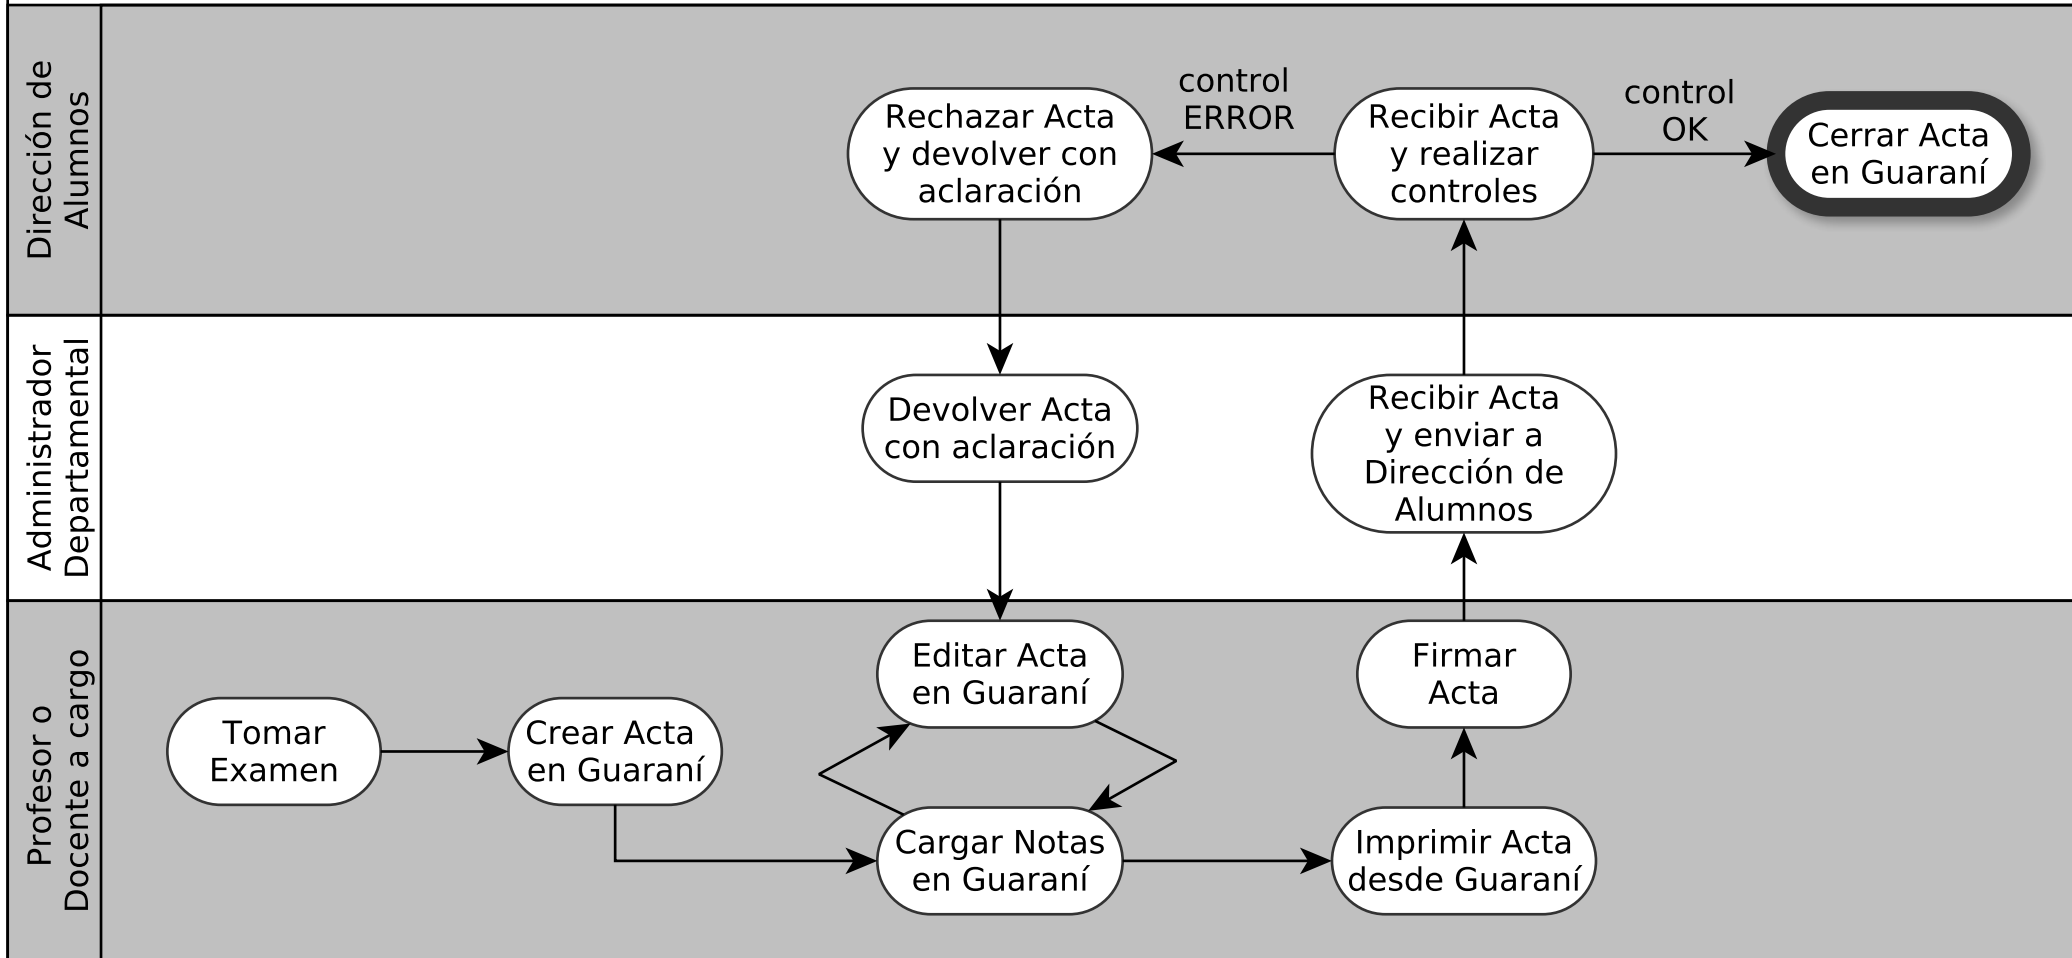 Dirección de
Alumnos
Rechazar Acta
y devolver con
aclaración
control
ERROR
Recibir Acta
y realizar
controles
control
OK
Cerrar Acta
en Guaraní
Administrador
Departamental
Devolver Acta
con aclaración
Recibir Acta
y enviar a
Dirección de
Alumnos
Profesor o
Docente a cargo
Tomar
Examen
Crear Acta
en Guaraní
Editar Acta
en Guaraní
Cargar Notas
en Guaraní
Firmar
Acta
Imprimir Acta
desde Guaraní